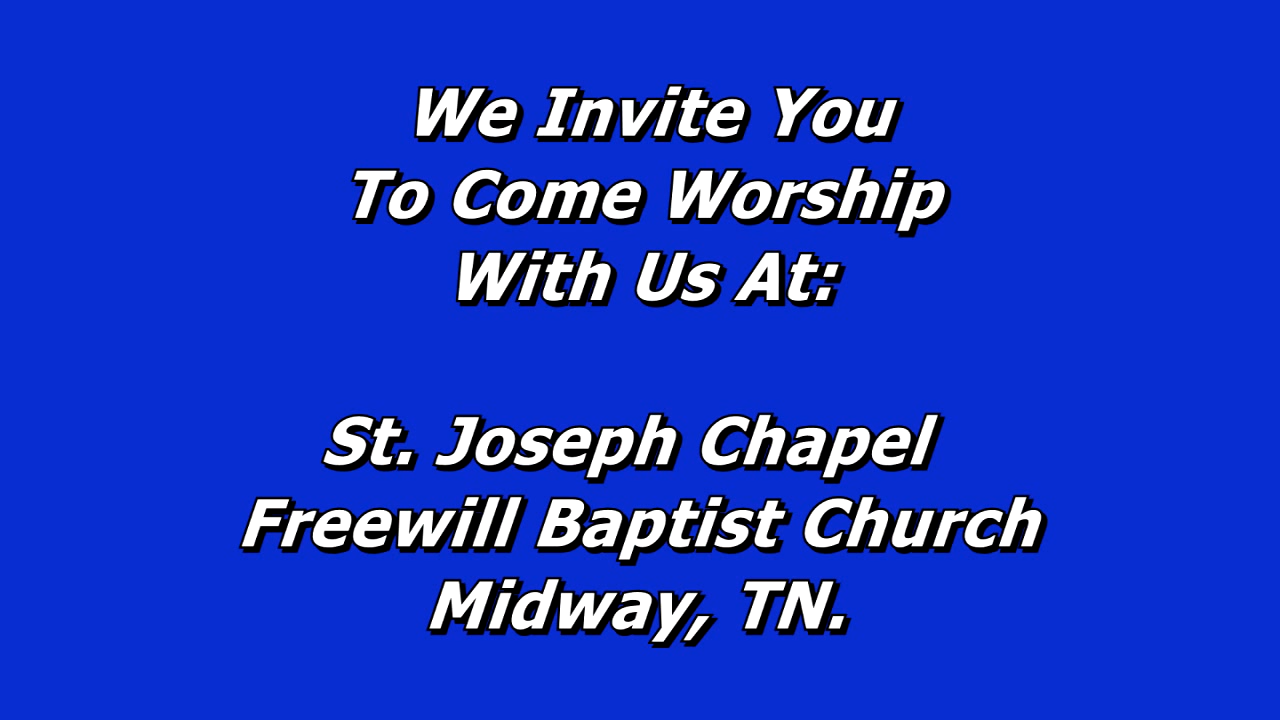 We Invite You
To Come Worship
With Us At:
St. Joseph Chapel
Freewill Baptist Church
Midway, TN.